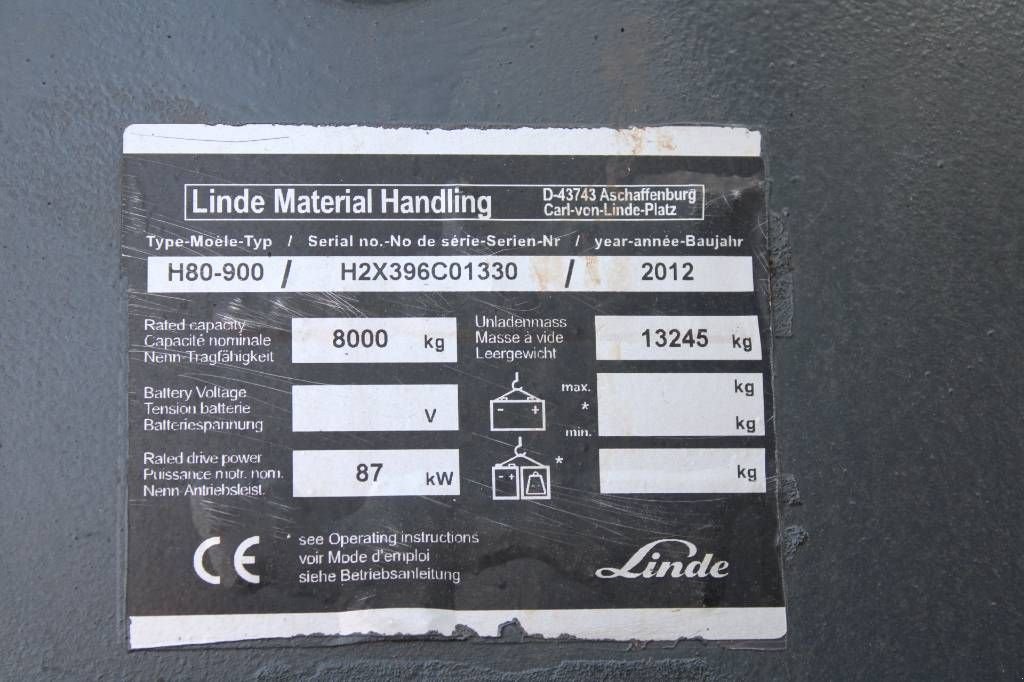 Linde Material Handling
D-43743 Aschaffenburg
Carl-von-Linde-Platz
Type-Moèle-Typ / Serial no.-No de série-Serien-Nr / year-année-Baujahr
H80-900 / H2X396C01330 / 2012
Rated capacity
Capacité nominale
Nenn-Tragfähigkeit
8000 kg
Unladenmass
Masse à vide
Leergewicht
13245 kg
Battery Voltage
Tension batterie
Batteriespannung
V
- +
max.
*
min.
kg
kg
Rated drive power
Puissance motr. nom.
Nenn-Antriebsleist.
87 kW
- +
*
kg
CE
* see Operating instructions
voir Mode d'emploi
siehe Betriebsanleitung
Linde